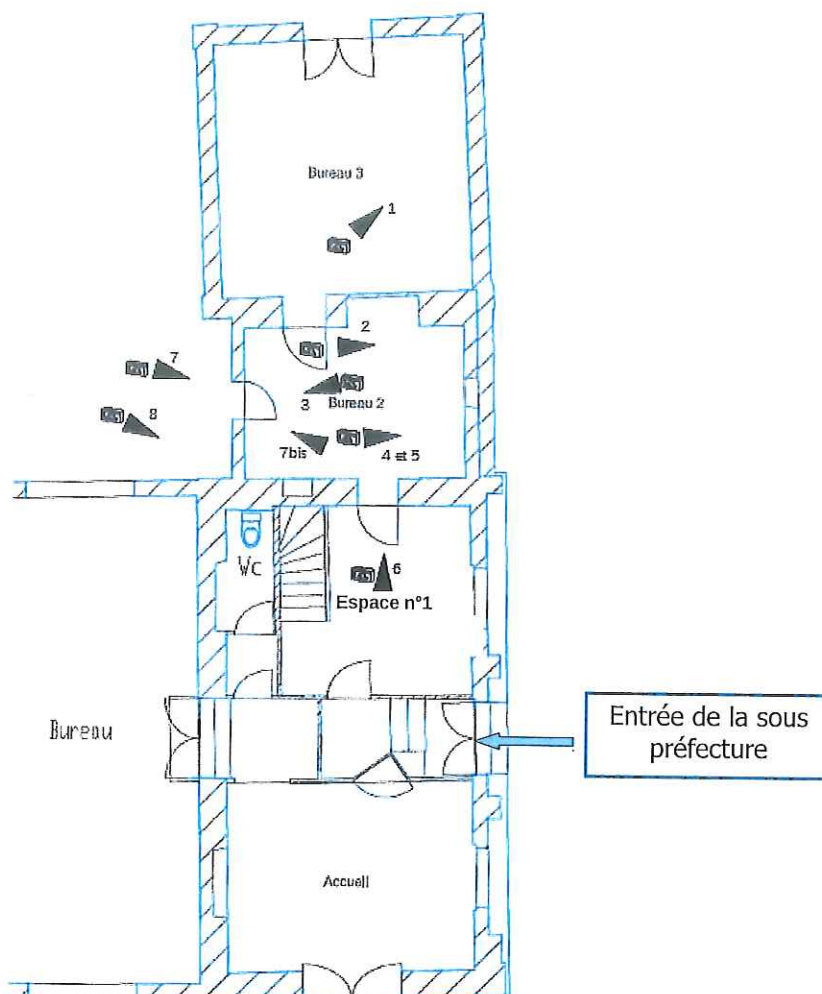 Bureau 3
1
2
7
3
Bureau 2
8
7bis
4 et 5
Wc
6
Espace n°1
Bureau
Entrée de la sous
préfecture
Accueil